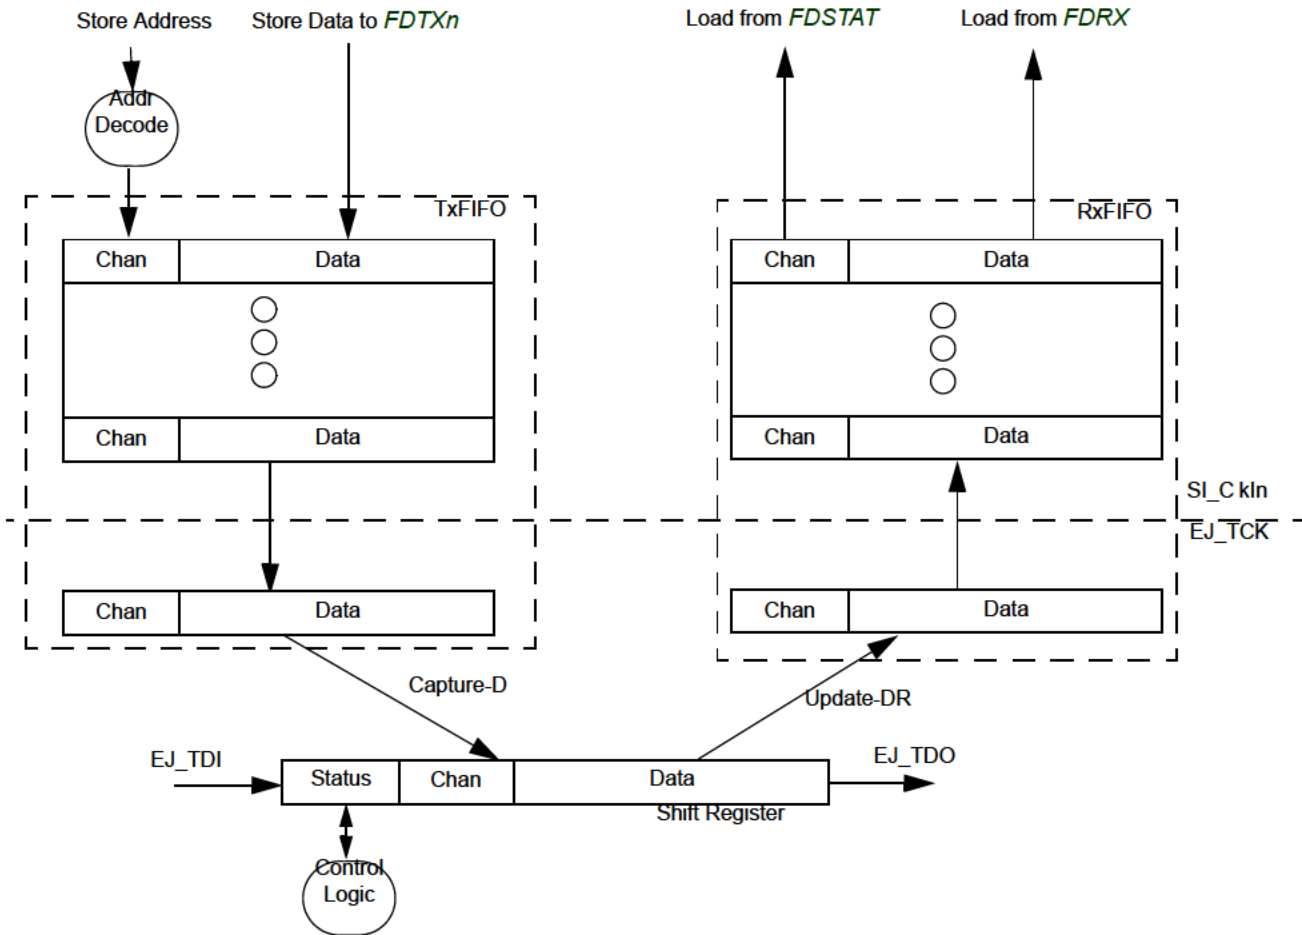 Store Address
Store Data to FDTXn
Load from FDSTAT
Load from FDRX
Addr
Decode
TxFIFO
RxFIFO
Chan
Data
Chan
Data
Chan
Data
Chan
Data
SI_C kln
EJ_TCK
Chan
Data
Chan
Data
Capture-D
Update-DR
EJ_TDI
EJ_TDO
Status
Chan
Data
Shift Register
Control
Logic